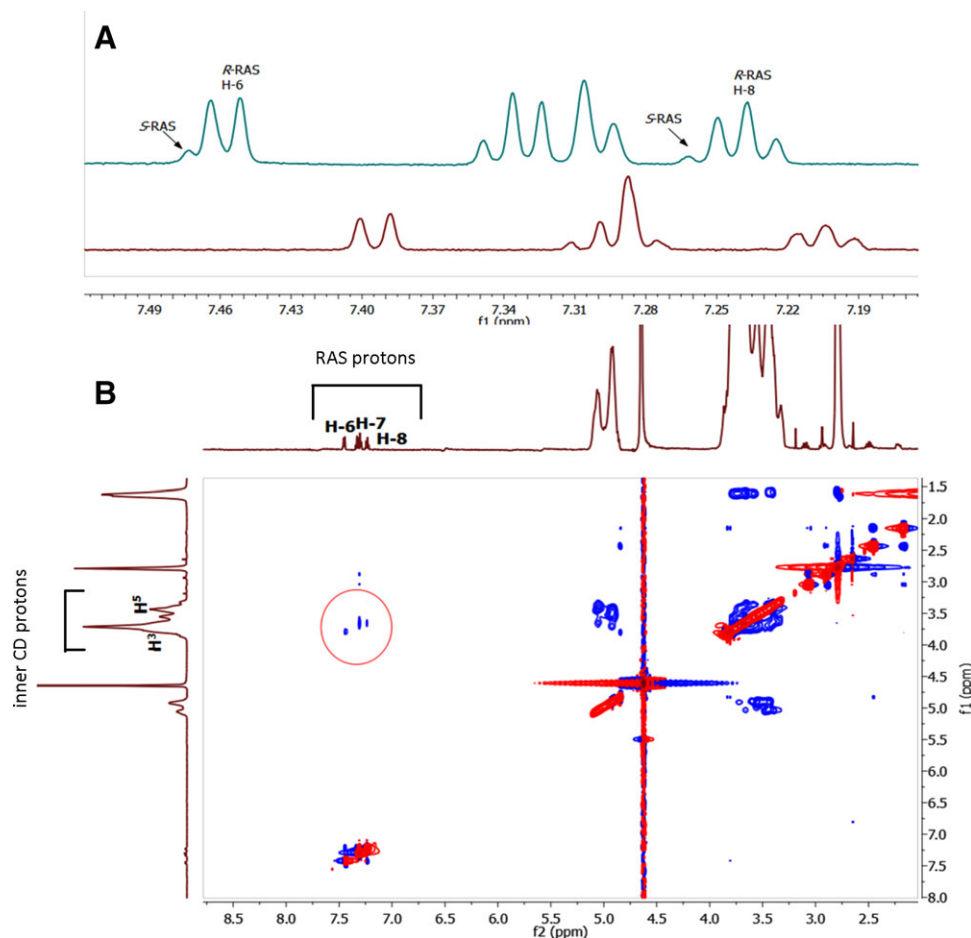 A
R-RAS
H-6
S-RAS
R-RAS
H-8
S-RAS
7.49 7.46 7.43 7.40 7.37 7.34 7.31 7.28 7.25 7.22 7.19
f1 (ppm)
RAS protons
B
H-6 H-7
H-8
inner CD protons
H5
H3
1.5
2.0
2.5
3.0
3.5
4.0
4.5
5.0
5.5
6.0
6.5
7.0
7.5
8.0
f1 (ppm)
8.5 8.0 7.5 7.0 6.5 6.0 5.5 5.0 4.5 4.0 3.5 3.0 2.5
f2 (ppm)